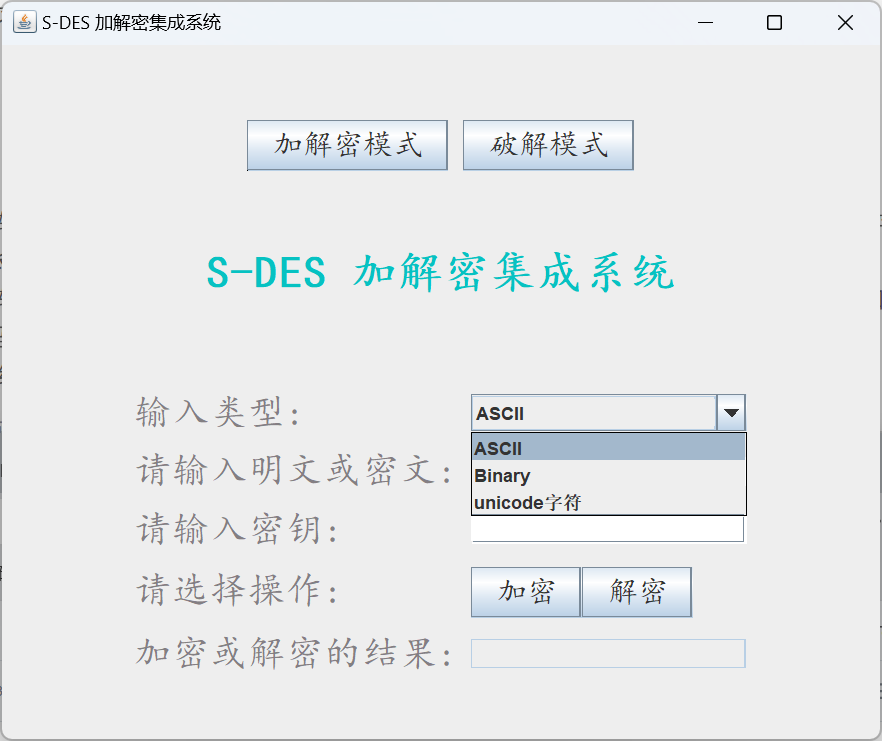 S-DES 加解密集成系统
加解密模式 破解模式
S-DES 加解密集成系统
输入类型: ASCII
ASCII
请输入明文或密文: Binary
unicode字符
请输入密钥:
请选择操作: 加密 解密
加密或解密的结果: